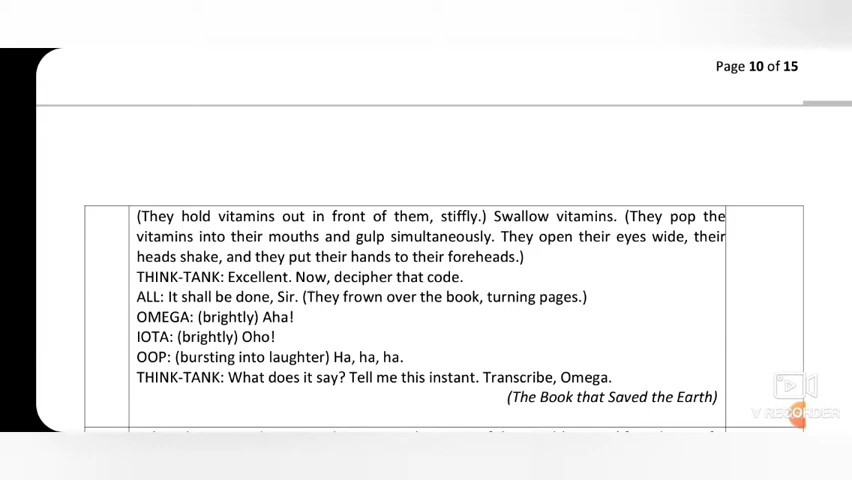 Page 10 of 15
(They hold vitamins out in front of them, stiffly.) Swallow vitamins. (They pop the
vitamins into their mouths and gulp simultaneously. They open their eyes wide, their
heads shake, and they put their hands to their foreheads.)
THINK-TANK: Excellent. Now, decipher that code.
ALL: It shall be done, Sir. (They frown over the book, turning pages.)
OMEGA: (brightly) Aha!
IOTA: (brightly) Oho!
OOP: (bursting into laughter) Ha, ha, ha.
THINK-TANK: What does it say? Tell me this instant. Transcribe, Omega.
(The Book that Saved the Earth)
V RECORDER